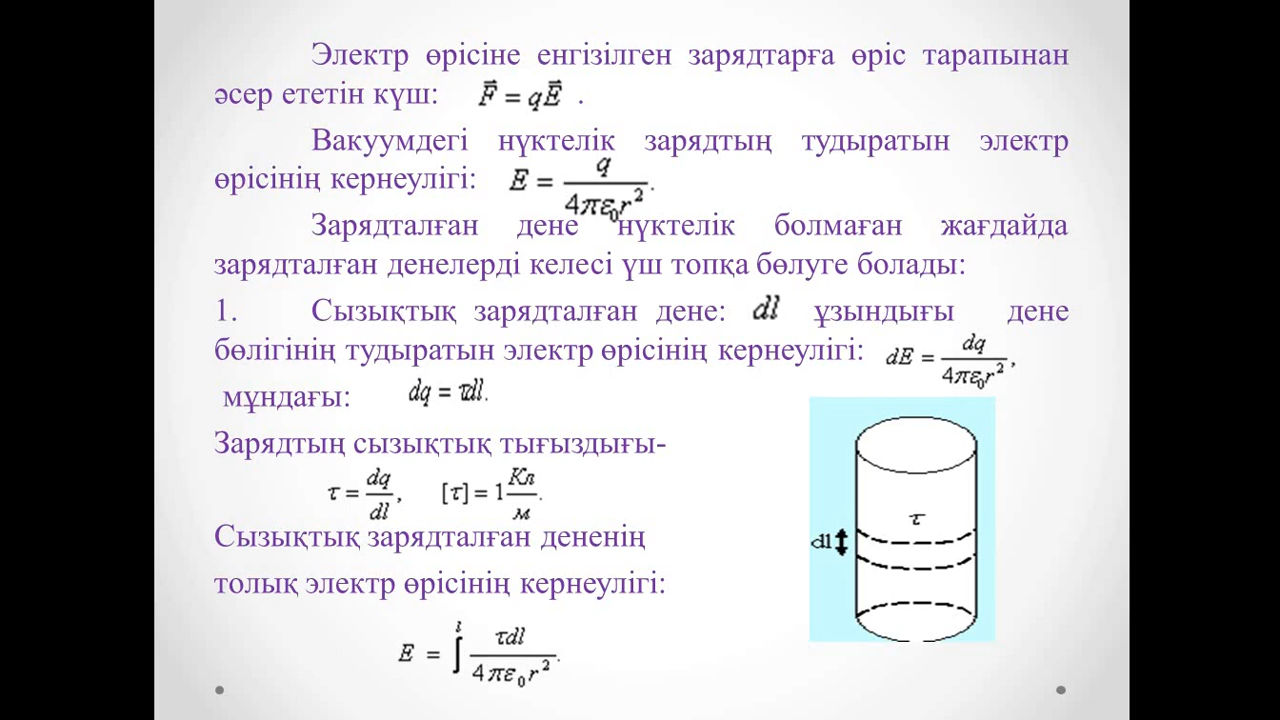 Электр өрісіне енгізілген зарядтарға өріс тарапынан
әсер ететін күш: F⃗ = qE⃗ .
Вакуумдегі нүктелік зарядтың тудыратын электр
өрісінің кернеулігі: E = q / 4πε₀r² .
Зарядталған дене нүктелік болмаған жағдайда
зарядталған денелерді келесі үш топқа бөлуге болады:
1. Сызықтық зарядталған дене: dl ұзындығы дене
бөлігінің тудыратын электр өрісінің кернеулігі: dE = dq / 4πε₀r² ,
мұндағы: dq = τdl.
Зарядтың сызықтық тығыздығы-
τ = dq / dl , [τ] = 1 Кл / м .
Сызықтық зарядталған дененің
толық электр өрісінің кернеулігі:
E = ∫ˡ τdl / 4πε₀r² .
τ
dl